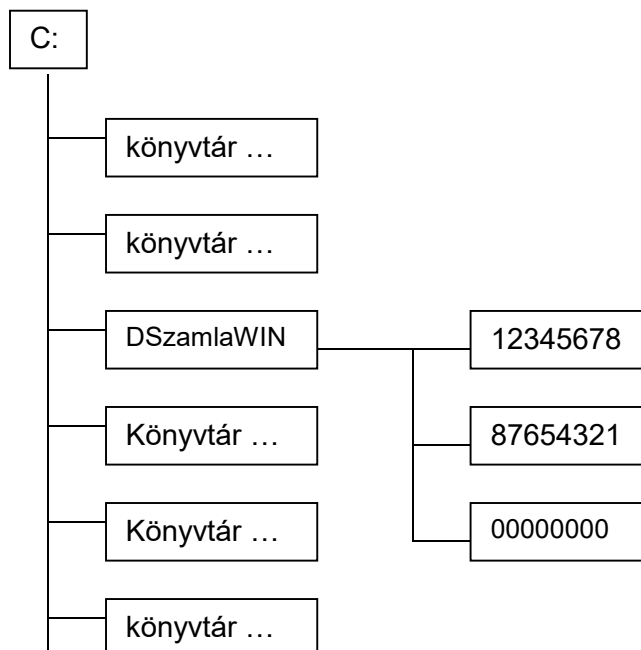 C:
könyvtár …
könyvtár …
DSzamlaWIN
12345678
Könyvtár …
87654321
Könyvtár …
00000000
könyvtár …